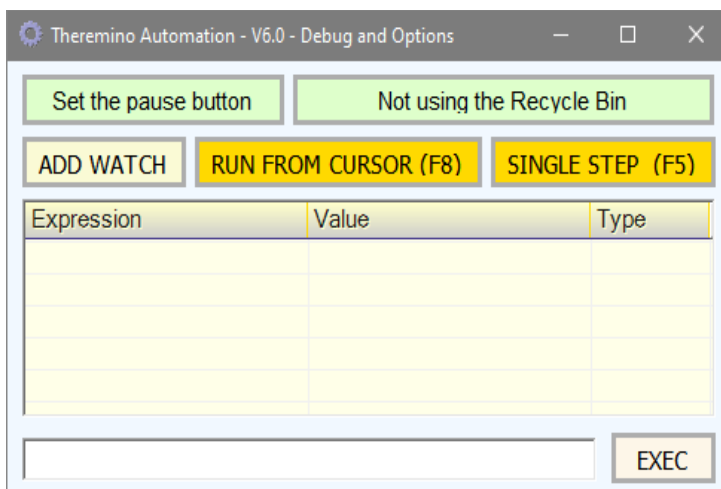 Theremino Automation - V6.0 - Debug and Options
Set the pause button Not using the Recycle Bin
ADD WATCH RUN FROM CURSOR (F8) SINGLE STEP (F5)
Expression Value Type
EXEC